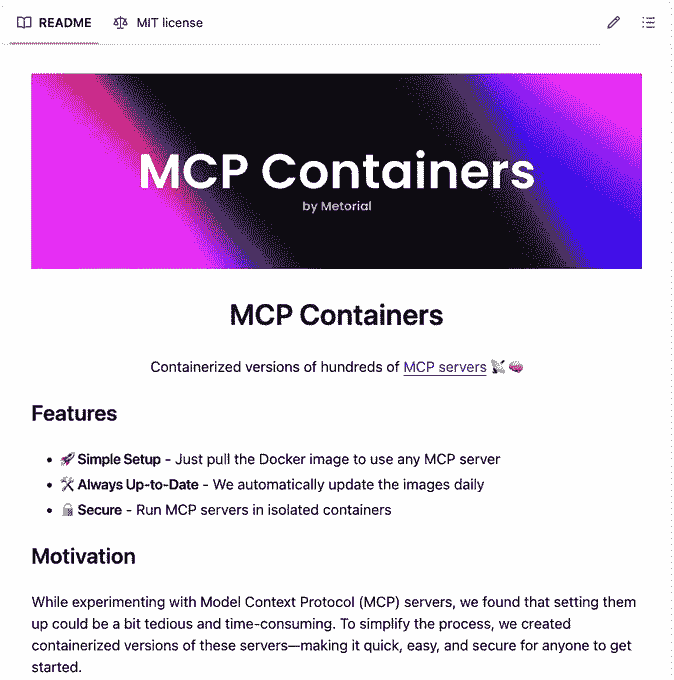 README MIT license
MCP Containers
by Metorial
MCP Containers
Containerized versions of hundreds of MCP servers 📡 🧠
Features
• 🚀 Simple Setup - Just pull the Docker image to use any MCP server
• 🛠️ Always Up-to-Date - We automatically update the images daily
• 🔒 Secure - Run MCP servers in isolated containers
Motivation
While experimenting with Model Context Protocol (MCP) servers, we found that setting them
up could be a bit tedious and time-consuming. To simplify the process, we created
containerized versions of these servers—making it quick, easy, and secure for anyone to get
started.